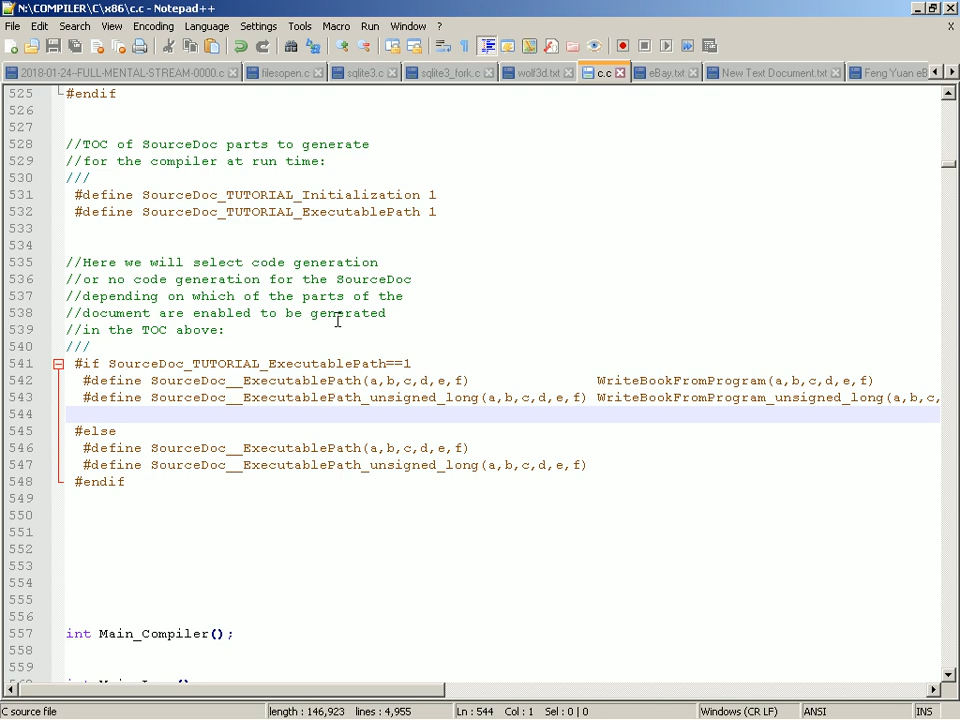 N:\COMPILER\C\x86\c.c - Notepad++
File Edit Search View Encoding Language Settings Tools Macro Run Window ? X
2018-01-24-FULL-MENTAL-STREAM-0000.c filesopen.c sqlite3.c sqlite3_fork.c wolf3d.txt c.c eBay.txt New Text Document.txt Feng Yuan eB
525 #endif
526
527
528 //TOC of SourceDoc parts to generate
529 //for the compiler at run time:
530 ///
531 #define SourceDoc_TUTORIAL_Initialization 1
532 #define SourceDoc_TUTORIAL_ExecutablePath 1
533
534
535 //Here we will select code generation
536 //or no code generation for the SourceDoc
537 //depending on which of the parts of the
538 //document are enabled to be generated
539 //in the TOC above:
540 ///
541 #if SourceDoc_TUTORIAL_ExecutablePath==1
542 #define SourceDoc__ExecutablePath(a,b,c,d,e,f) WriteBookFromProgram(a,b,c,d,e,f)
543 #define SourceDoc__ExecutablePath_unsigned_long(a,b,c,d,e,f) WriteBookFromProgram_unsigned_long(a,b,c,
544
545 #else
546 #define SourceDoc__ExecutablePath(a,b,c,d,e,f)
547 #define SourceDoc__ExecutablePath_unsigned_long(a,b,c,d,e,f)
548 #endif
549
550
551
552
553
554
555
556
557 int Main_Compiler();
558
559
C source file length : 146,923 lines : 4,955 Ln : 544 Col : 1 Sel : 0 | 0 Windows (CR LF) ANSI INS